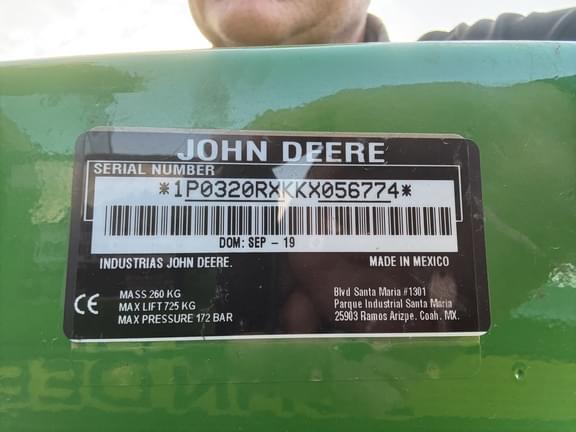 JOHN DEERE
SERIAL NUMBER
*1P0320RXKKX056774*
DOM: SEP - 19
INDUSTRIAS JOHN DEERE. MADE IN MEXICO
CE
MASS 260 KG
MAX LIFT 725 KG
MAX PRESSURE 172 BAR
Blvd Santa Maria #1301
Parque Industrial Santa Maria
25903 Ramos Arizpe. Coah. MX.